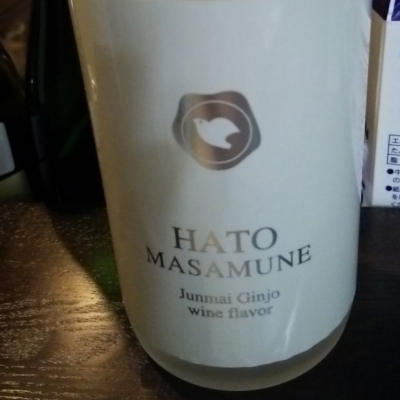 HATO
MASAMUNE
Junmai Ginjo
wine flavor